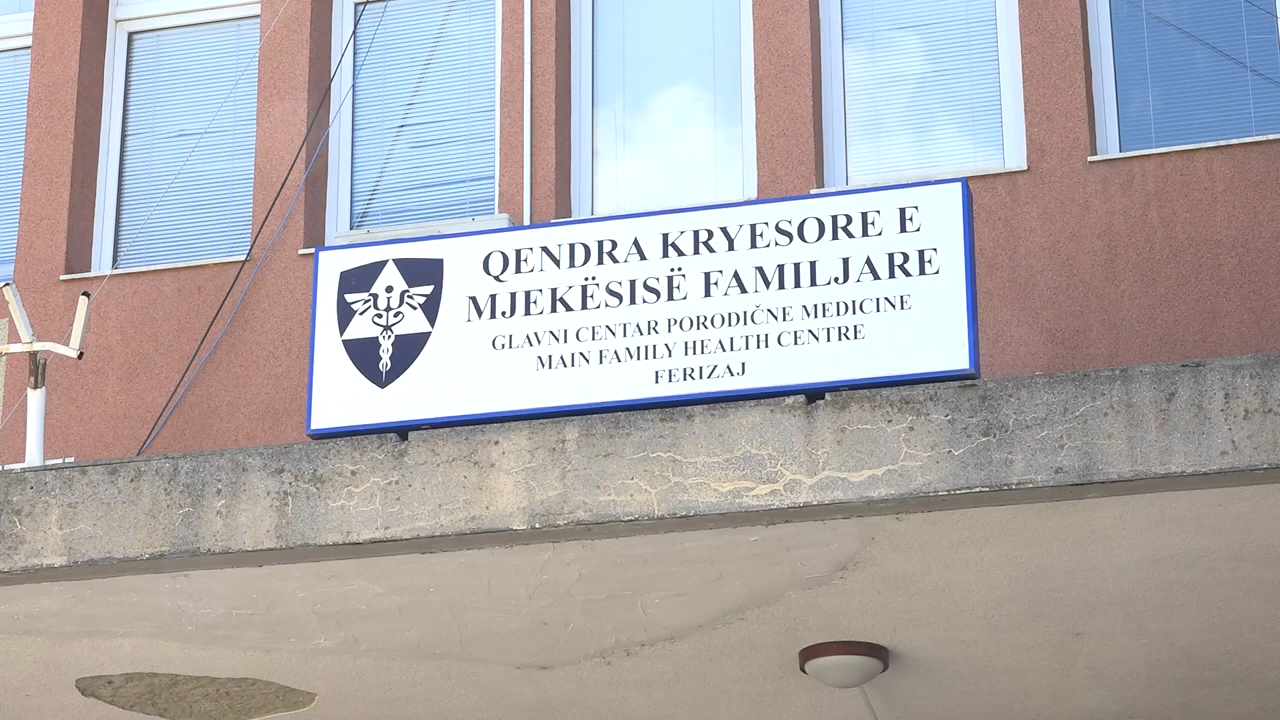 QENDRA KRYESORE E
MJEKËSISË FAMILJARE
GLAVNI CENTAR PORODIČNE MEDICINE
MAIN FAMILY HEALTH CENTRE
FERIZAJ